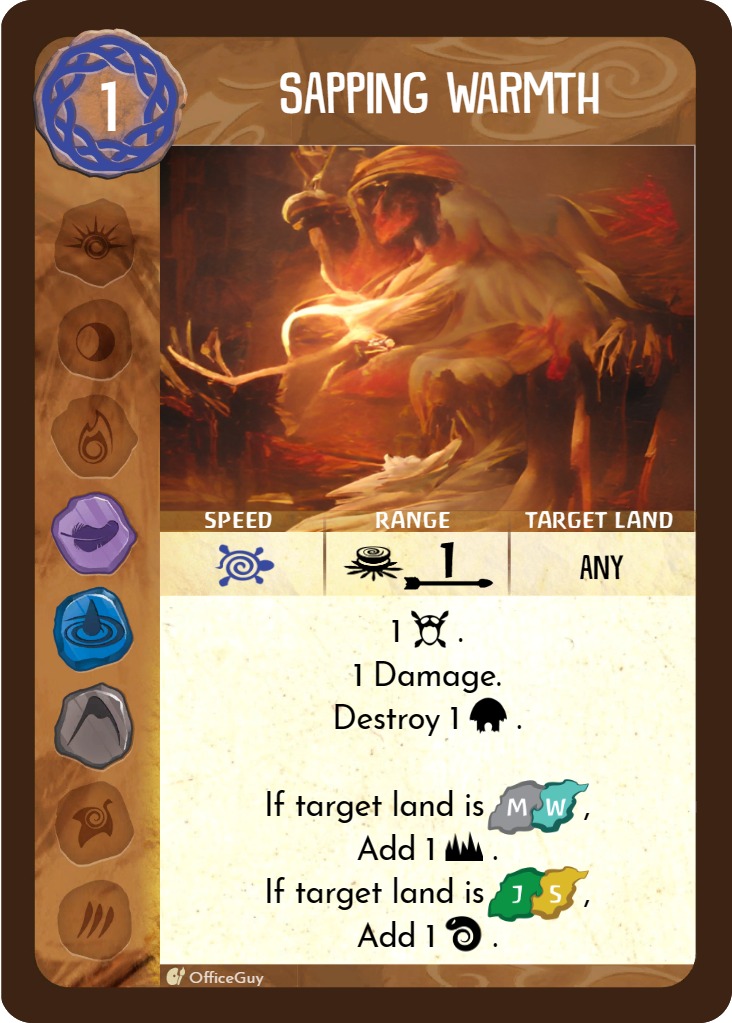 1
SAPPING WARMTH
SPEED RANGE TARGET LAND
1 ANY
1 .
1 Damage.
Destroy 1 .
If target land is M W ,
Add 1 .
If target land is J S ,
Add 1 .
OfficeGuy